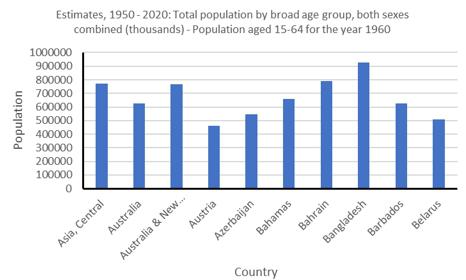 Estimates, 1950 - 2020: Total population by broad age group, both sexes
combined (thousands) - Population aged 15-64 for the year 1960
Population
1000000
900000
800000
700000
600000
500000
400000
300000
200000
100000
0
Asia, Central
Australia
Australia & New...
Austria
Azerbaijan
Bahamas
Bahrain
Bangladesh
Barbados
Belarus
Country